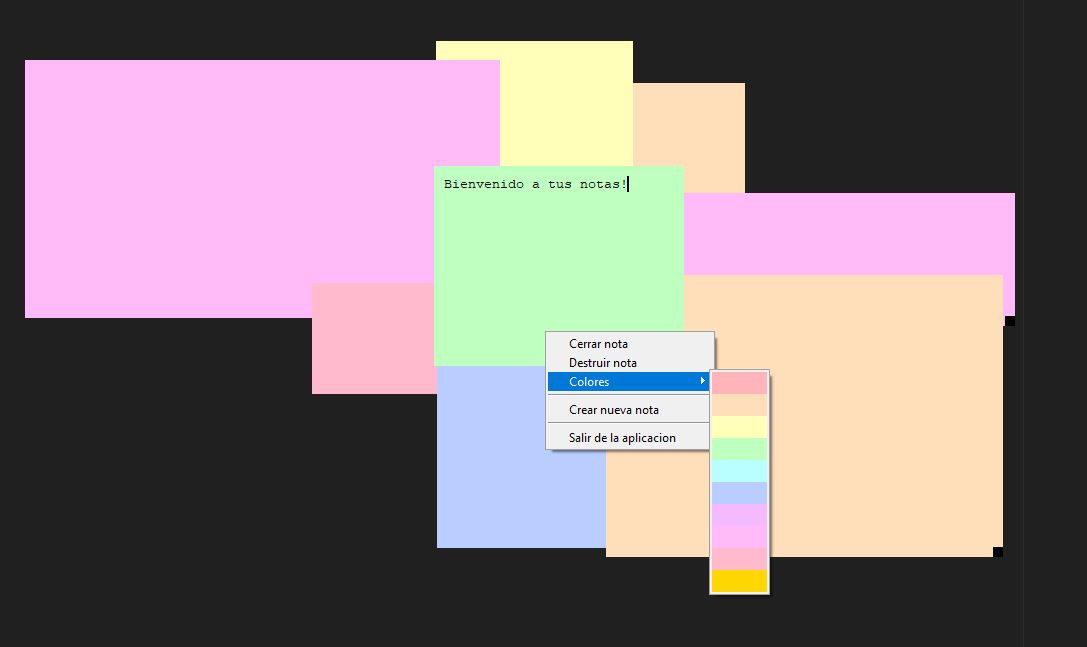 Bienvenido a tus notas!
Cerrar nota
Destruir nota
Colores
Crear nueva nota
Salir de la aplicacion